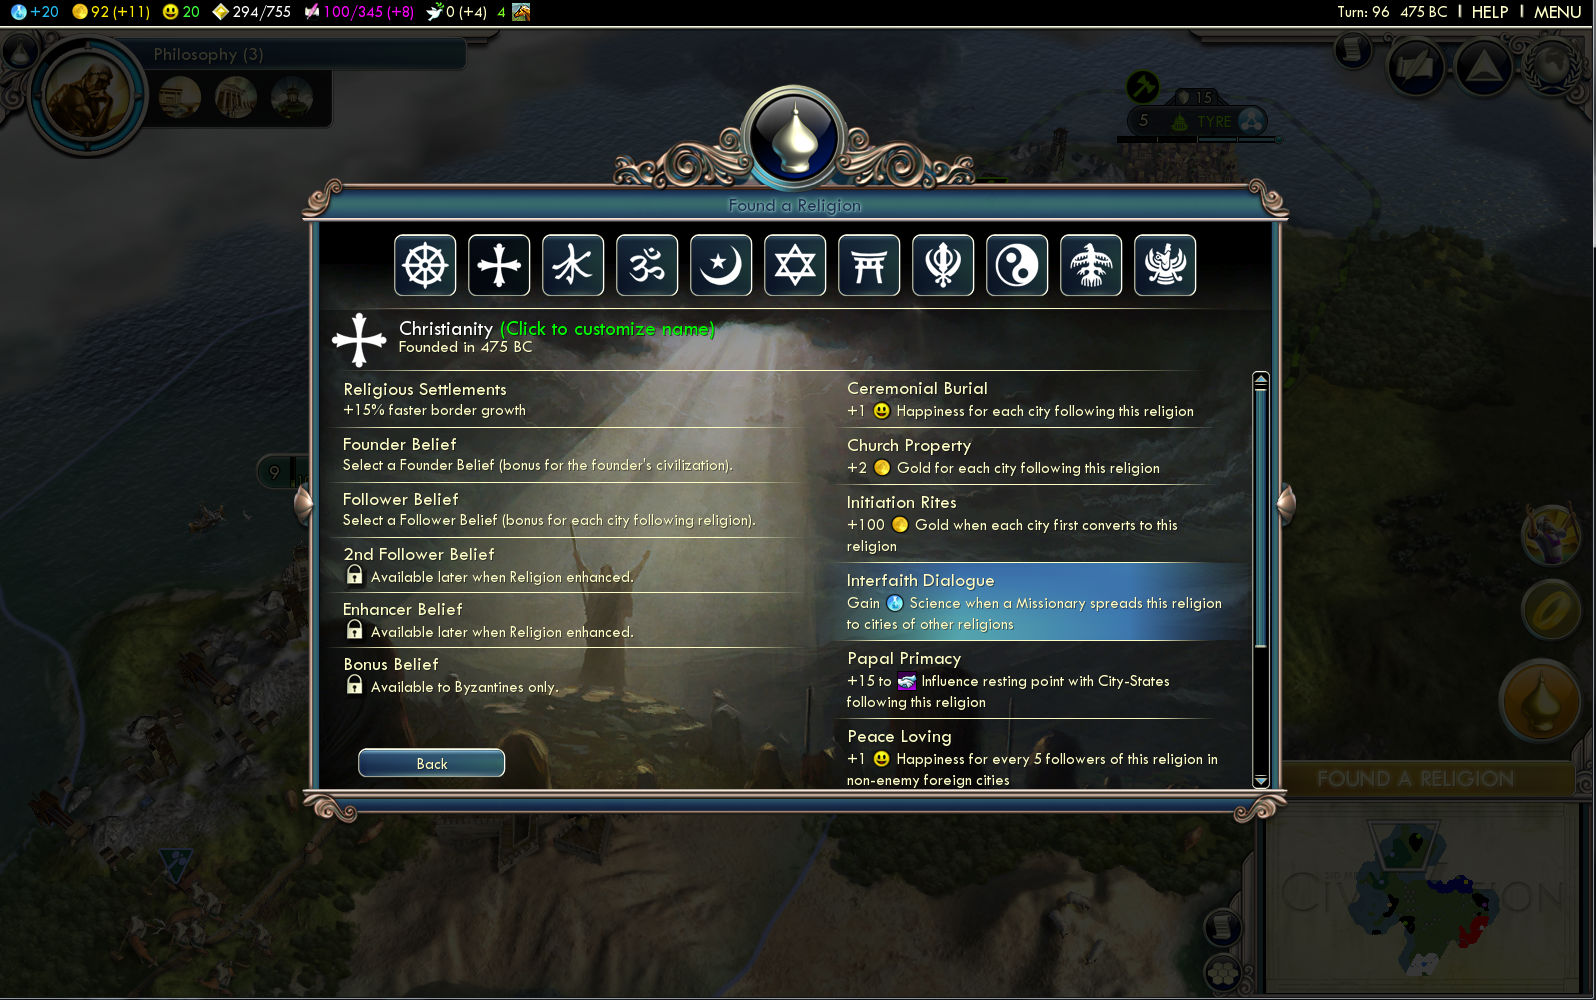 +20 92 (+11) 20 294/755 100/345 (+8) 0 (+4) 4
Turn: 96 475 BC HELP MENU
Philosophy (3)
15
5 TYRE
Found a Religion
Christianity (Click to customize name)
Founded in 475 BC
Religious Settlements
+15% faster border growth
Founder Belief
Select a Founder Belief (bonus for the founder's civilization).
Follower Belief
Select a Follower Belief (bonus for each city following religion).
2nd Follower Belief
Available later when Religion enhanced.
Enhancer Belief
Available later when Religion enhanced.
Bonus Belief
Available to Byzantines only.
Back
Ceremonial Burial
+1 Happiness for each city following this religion
Church Property
+2 Gold for each city following this religion
Initiation Rites
+100 Gold when each city first converts to this
religion
Interfaith Dialogue
Gain Science when a Missionary spreads this religion
to cities of other religions
Papal Primacy
+15 to Influence resting point with City-States
following this religion
Peace Loving
+1 Happiness for every 5 followers of this religion in
non-enemy foreign cities
9
FOUND A RELIGION